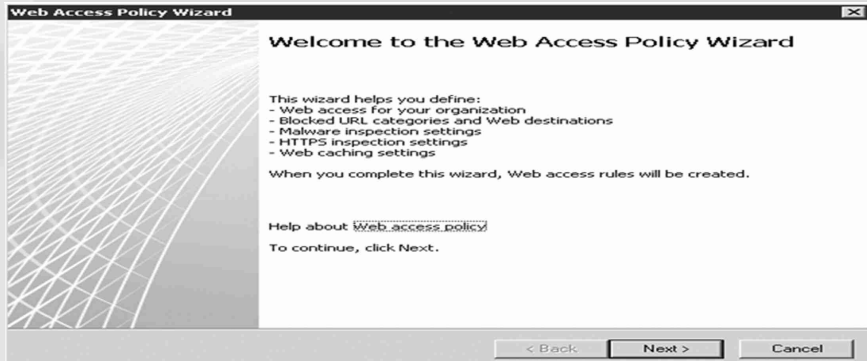 Web Access Policy Wizard
Welcome to the Web Access Policy Wizard
This wizard helps you define:
- Web access for your organization
- Blocked URL categories and Web destinations
- Malware inspection settings
- HTTPS inspection settings
- Web caching settings
When you complete this wizard, Web access rules will be created.
Help about Web access policy
To continue, click Next.
< Back
Next >
Cancel